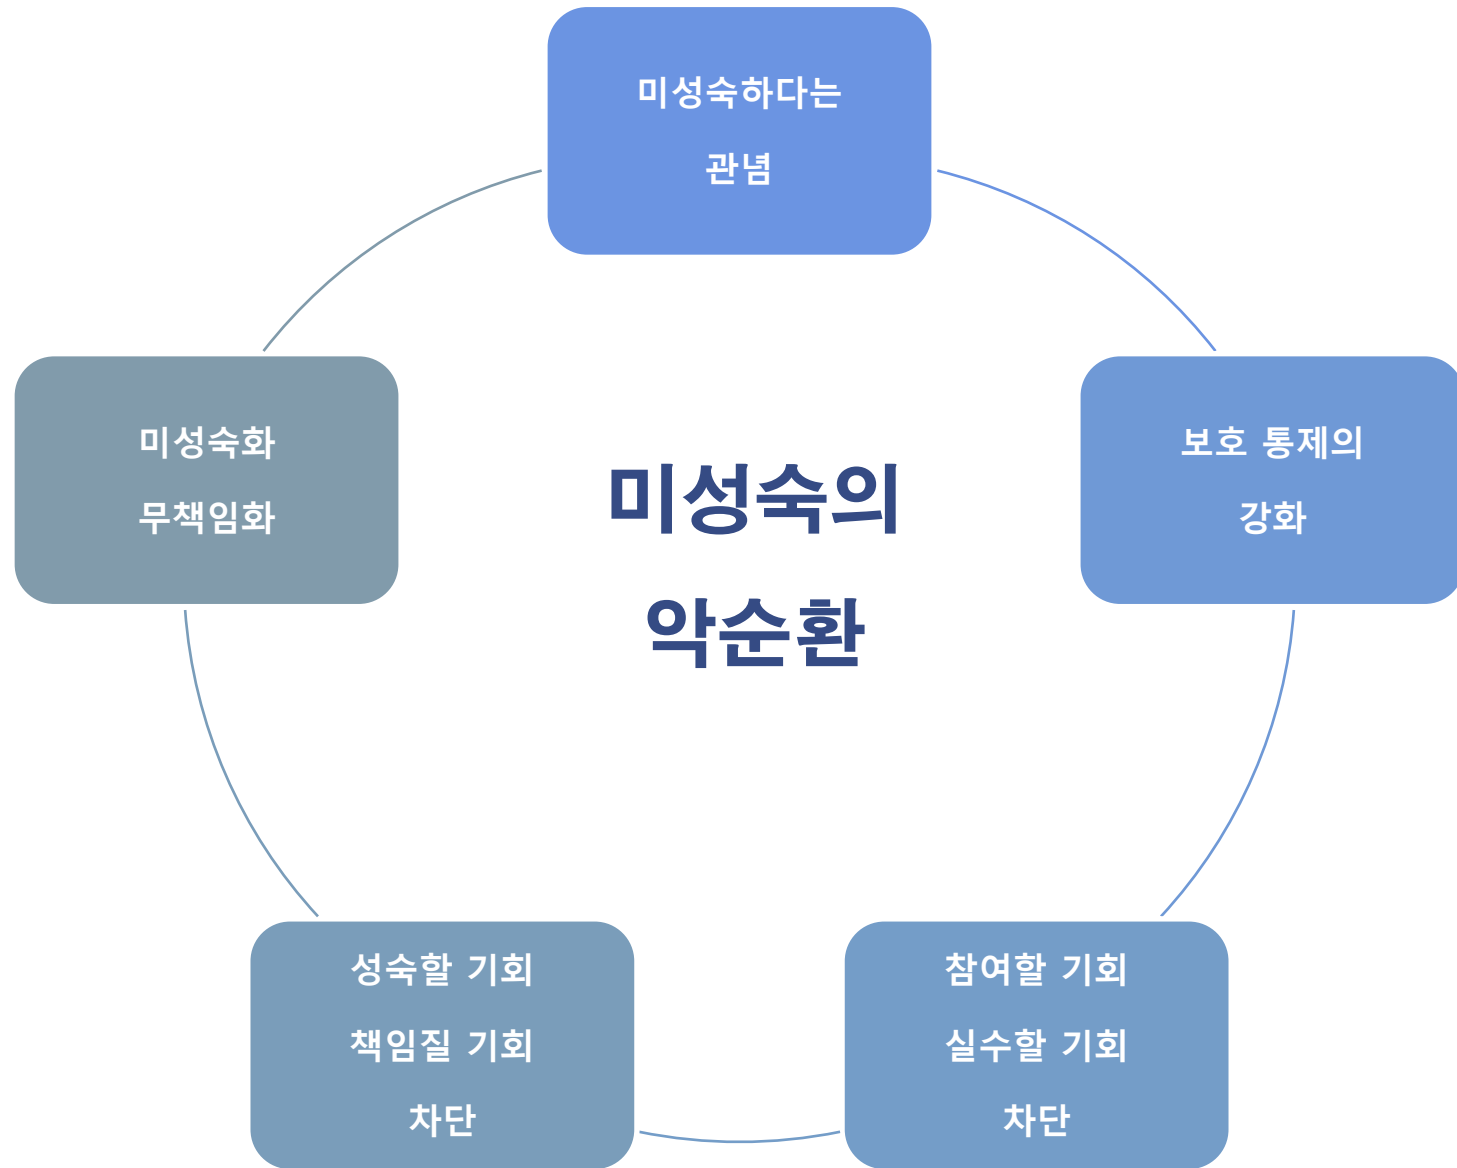 미성숙하다는
관념
보호 통제의
강화
참여할 기회
실수할 기회
차단
성숙할 기회
책임질 기회
차단
미성숙화
무책임화
미성숙의
악순환